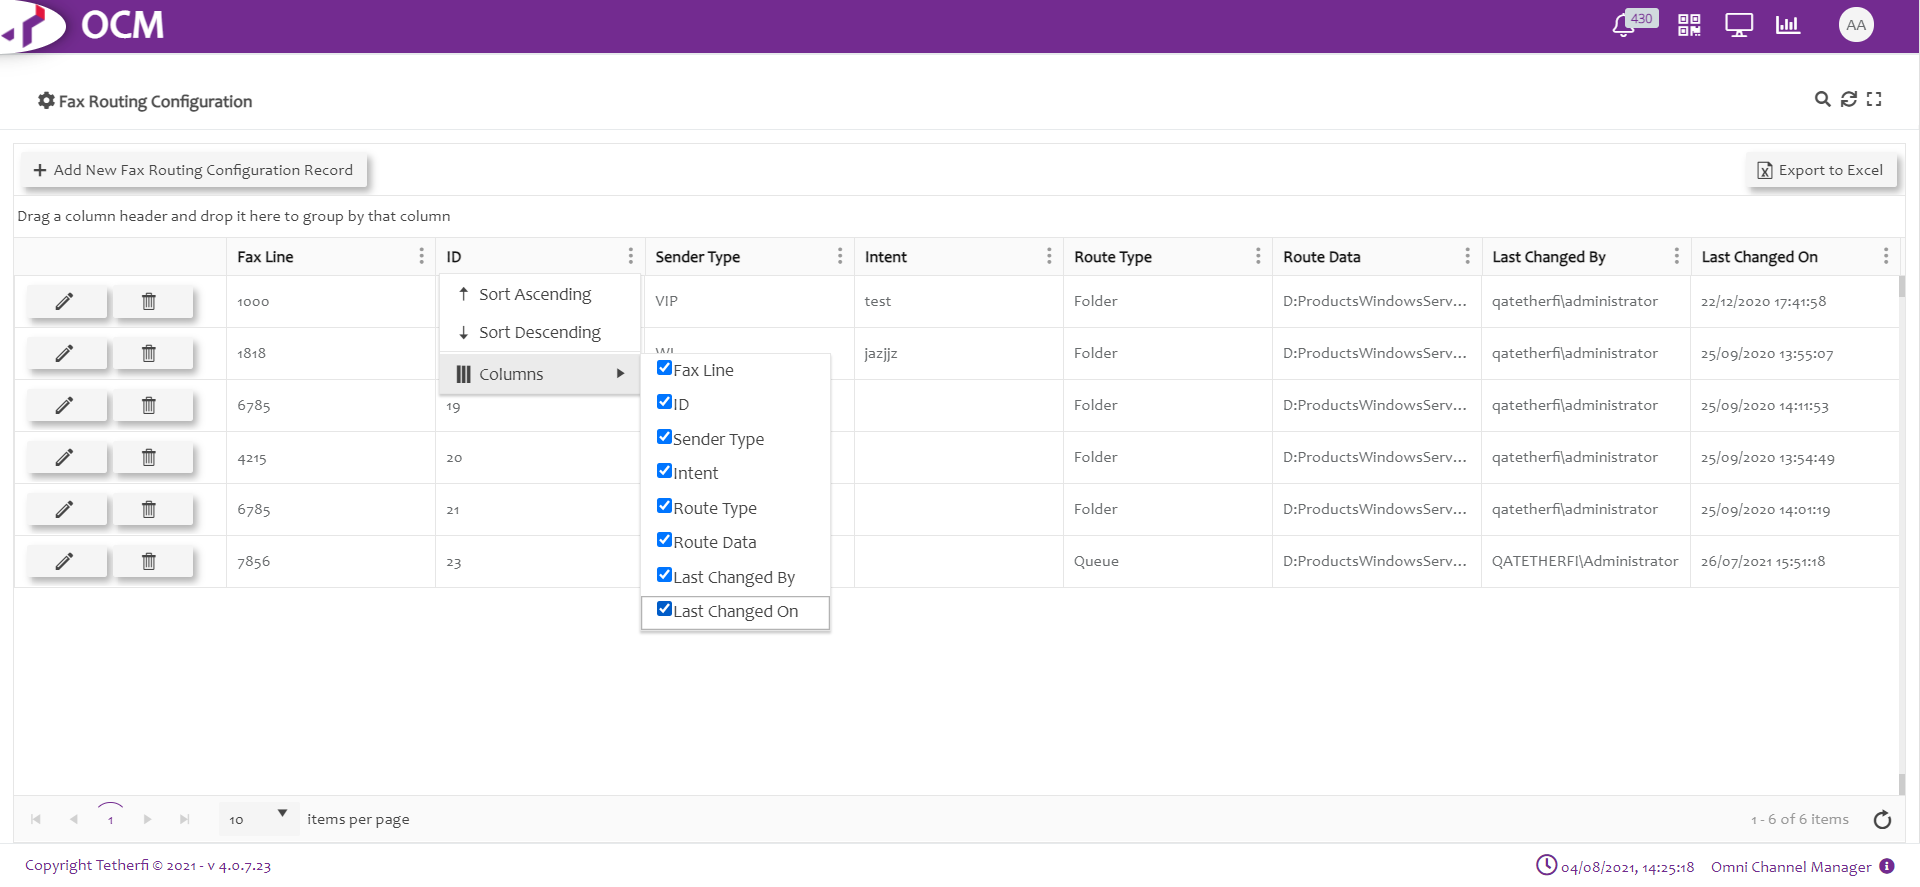 OCM
430
AA
Fax Routing Configuration
Add New Fax Routing Configuration Record
Export to Excel
Drag a column header and drop it here to group by that column
Fax Line ID Sender Type Intent Route Type Route Data Last Changed By Last Changed On
1000 VIP test Folder D:ProductsWindowsServ... qatetherfi\administrator 22/12/2020 17:41:58
Sort Ascending
Sort Descending
Columns
1818 jazjjz Folder D:ProductsWindowsServ... qatetherfi\administrator 25/09/2020 13:55:07
6785 19 Folder D:ProductsWindowsServ... qatetherfi\administrator 25/09/2020 14:11:53
4215 20 Folder D:ProductsWindowsServ... qatetherfi\administrator 25/09/2020 13:54:49
6785 21 Folder D:ProductsWindowsServ... qatetherfi\administrator 25/09/2020 14:01:19
7856 23 Queue D:ProductsWindowsServ... QATETHERFI\Administrator 26/07/2021 15:51:18
Fax Line
ID
Sender Type
Intent
Route Type
Route Data
Last Changed By
Last Changed On
1 10 items per page 1 - 6 of 6 items
Copyright Tetherfi © 2021 - v 4.0.7.23 04/08/2021, 14:25:18 Omni Channel Manager